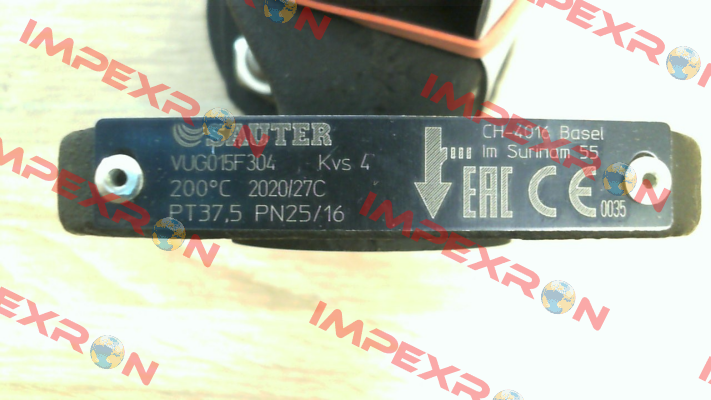 SAUTER
VUG015F304 Kvs 4
200°C 2020/27C
PT37,5 PN25/16
CH-4016 Basel
Im Surinam 55
EAC CE 0035
IMPEXRON
IMPEXRON
IMPEXRON
IMPEXRON
IMPEXRON
IMPEXRON